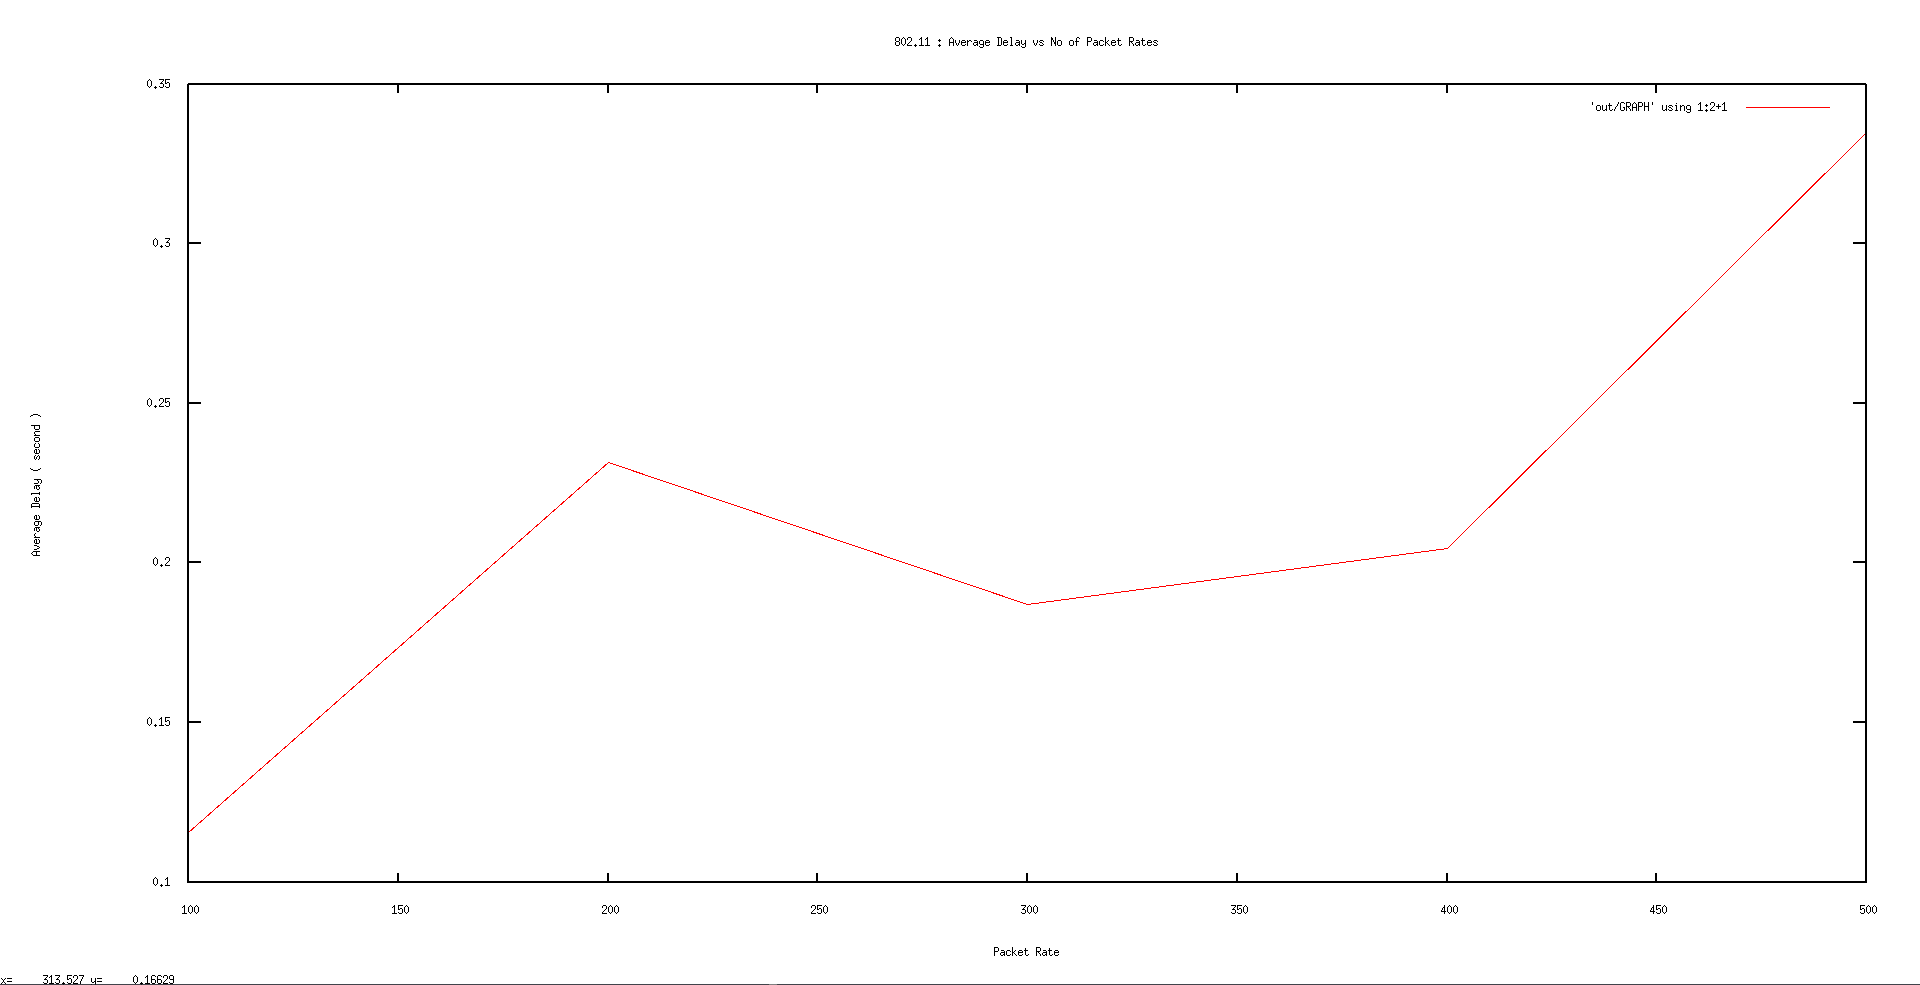 802.11 : Average Delay vs No of Packet Rates
'out/GRAPH' using 1:2+1
0.35
0.3
0.25
0.2
0.15
0.1
Average Delay ( second )
100 150 200 250 300 350 400 450 500
Packet Rate
x= 313.527 y= 0.16629